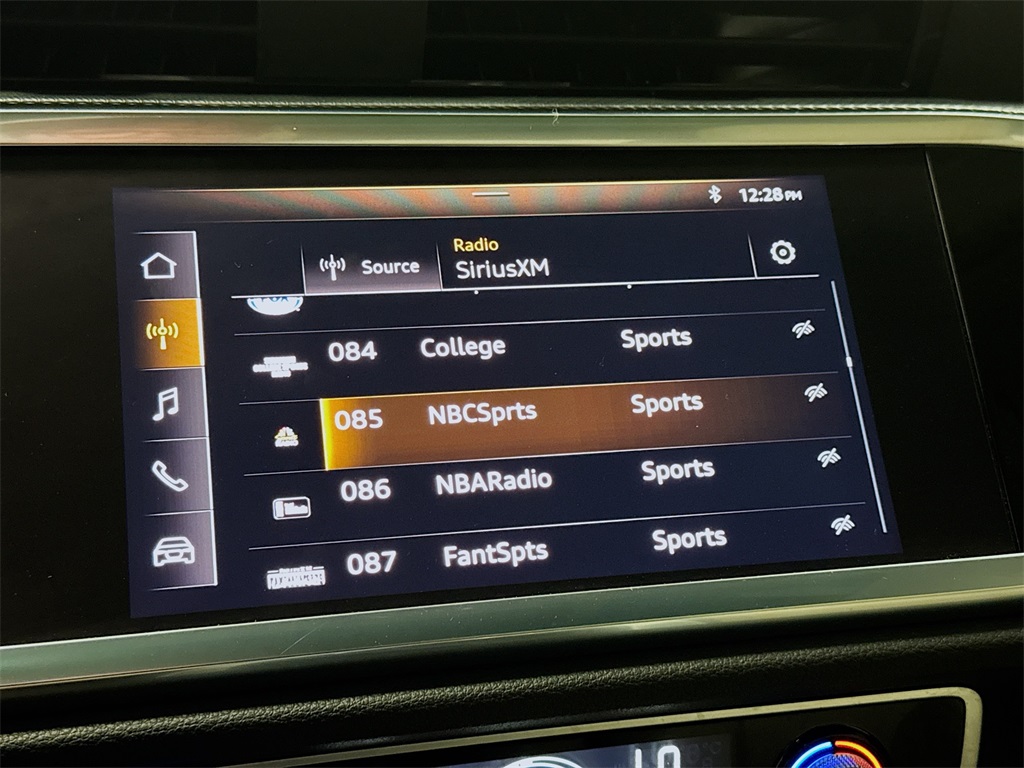 12:28 PM
Source
Radio
SiriusXM
084 College Sports
085 NBCSprts Sports
086 NBARadio Sports
087 FantSpts Sports